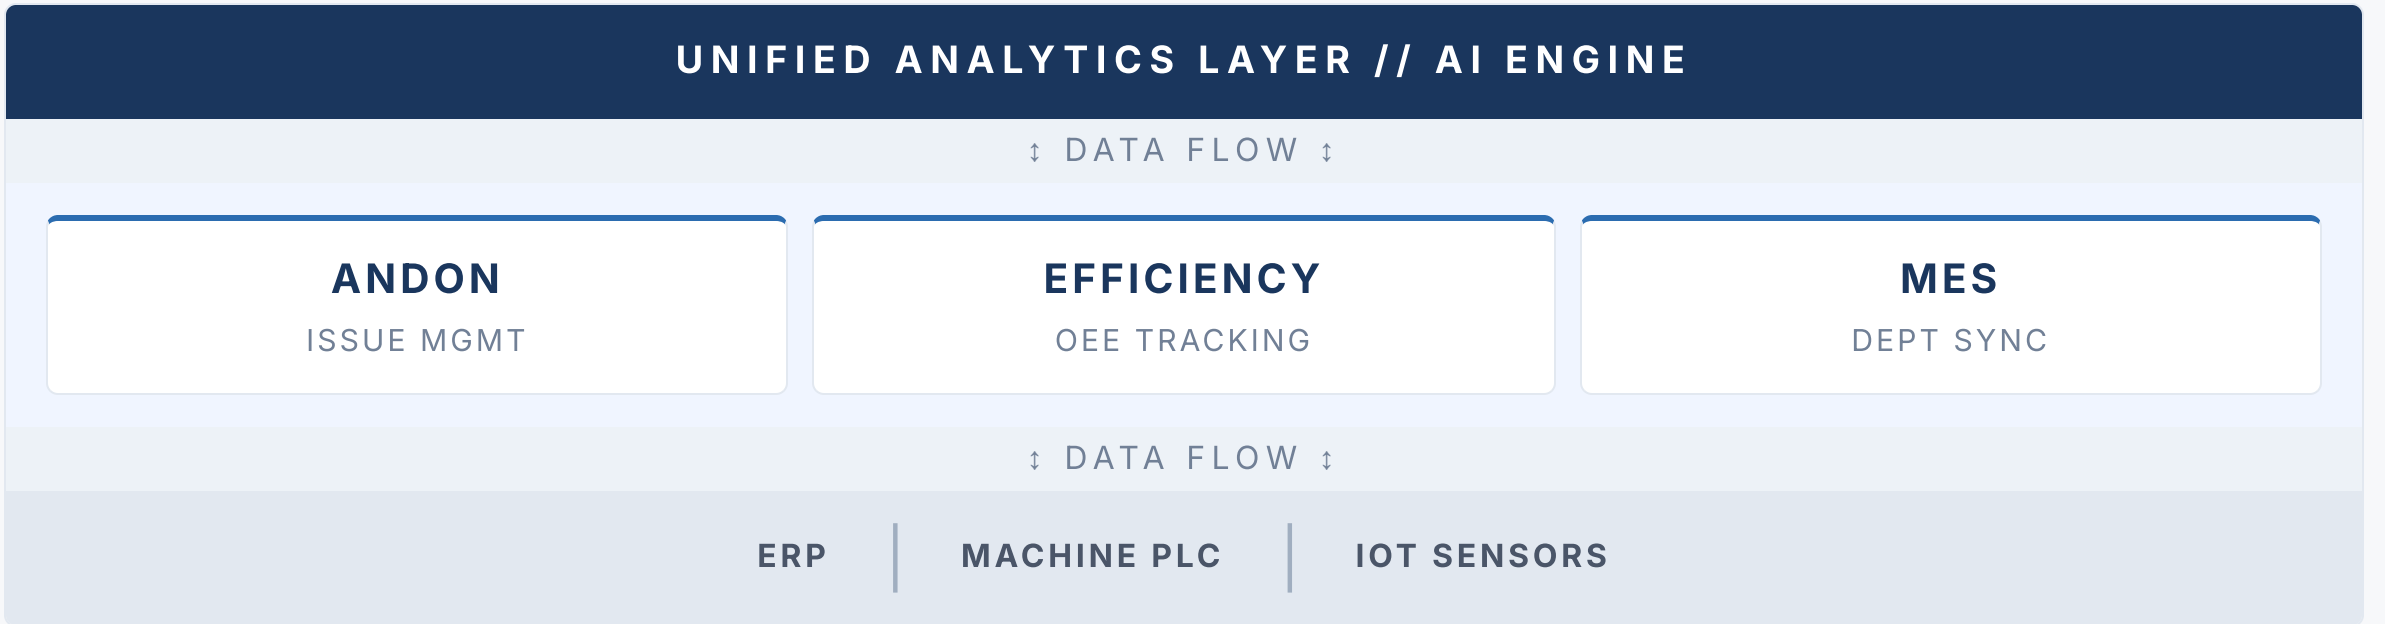 UNIFIED ANALYTICS LAYER // AI ENGINE
↕ DATA FLOW ↕
ANDON
ISSUE MGMT
EFFICIENCY
OEE TRACKING
MES
DEPT SYNC
↕ DATA FLOW ↕
ERP
MACHINE PLC
IOT SENSORS